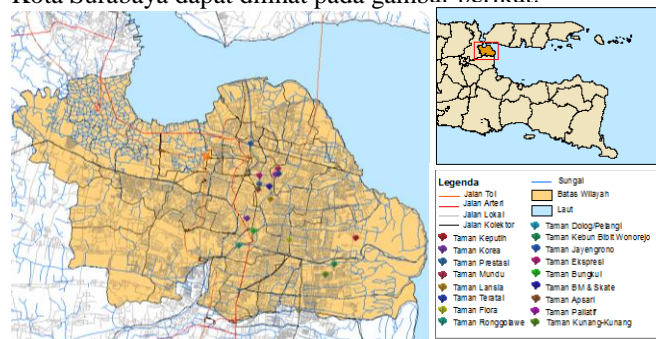 Kota Surabaya dapat dilihat pada gambar berikut:
Legenda
Jalan Tol
Jalan Arteri
Jalan Lokal
Jalan Kolektor
Taman Keputih
Taman Korea
Taman Prestasi
Taman Mundu
Taman Lansia
Taman Teratai
Taman Flora
Taman Ronggolawe
Sungai
Batas Wilayah
Laut
Taman Dolog/Pelangi
Taman Kebun Bibit Wonorejo
Taman Jayengrono
Taman Ekspresi
Taman Bungkul
Taman BM & Skate
Taman Apsari
Taman Paliatif
Taman Kunang-Kunang